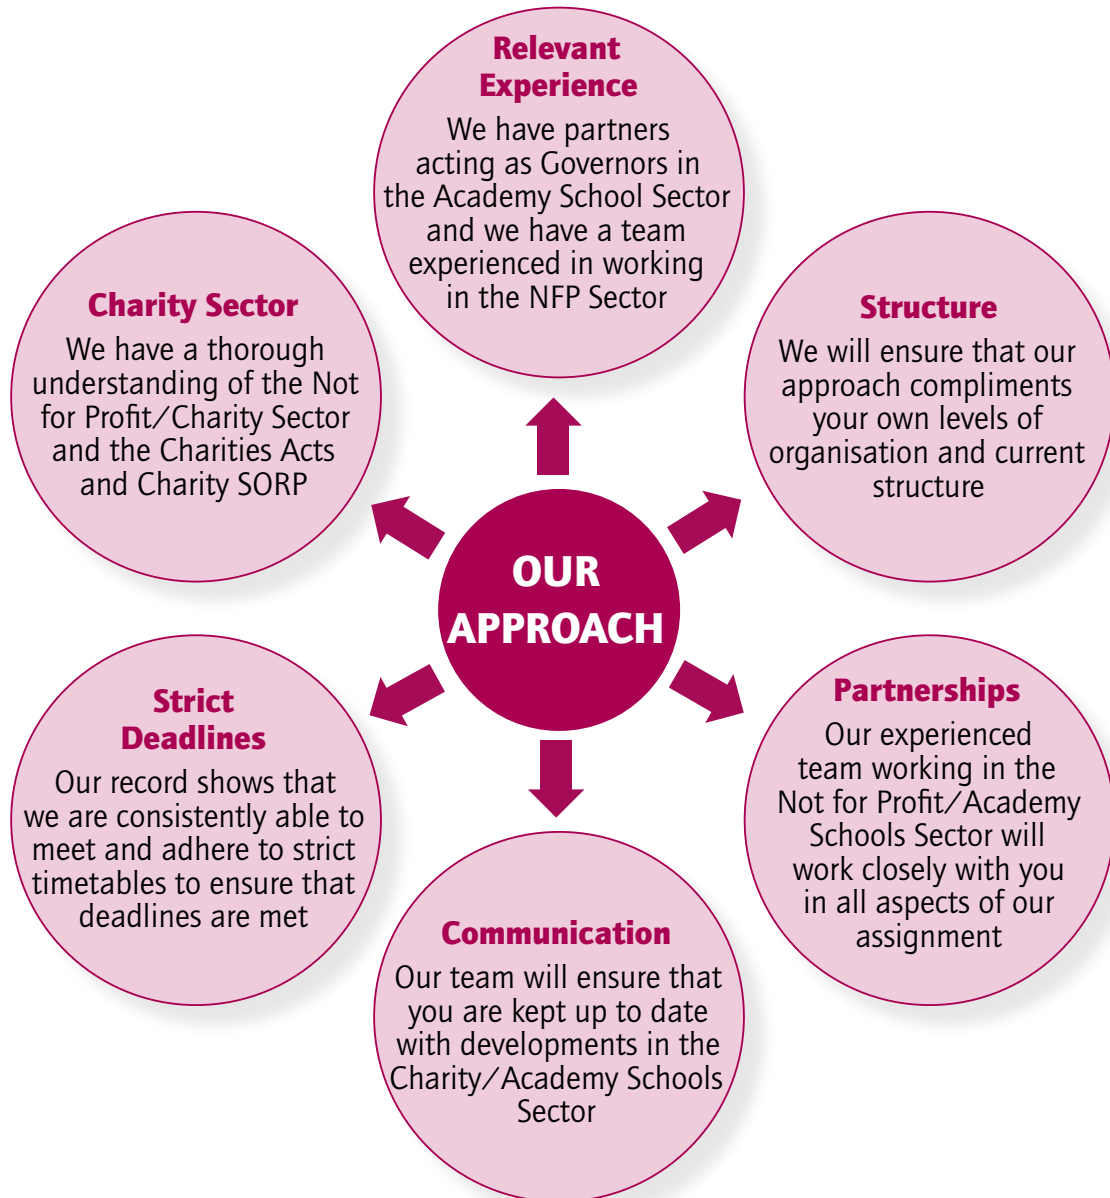 Relevant
Experience
We have partners
acting as Governors in
the Academy School Sector
and we have a team
experienced in working
in the NFP Sector
Charity Sector
We have a thorough
understanding of the Not
for Profit/Charity Sector
and the Charities Acts
and Charity SORP
Structure
We will ensure that our
approach compliments
your own levels of
organisation and current
structure
OUR
APPROACH
Strict
Deadlines
Our record shows that
we are consistently able to
meet and adhere to strict
timetables to ensure that
deadlines are met
Partnerships
Our experienced
team working in the
Not for Profit/Academy
Schools Sector will
work closely with you
in all aspects of our
assignment
Communication
Our team will ensure that
you are kept up to date
with developments in the
Charity/Academy Schools
Sector